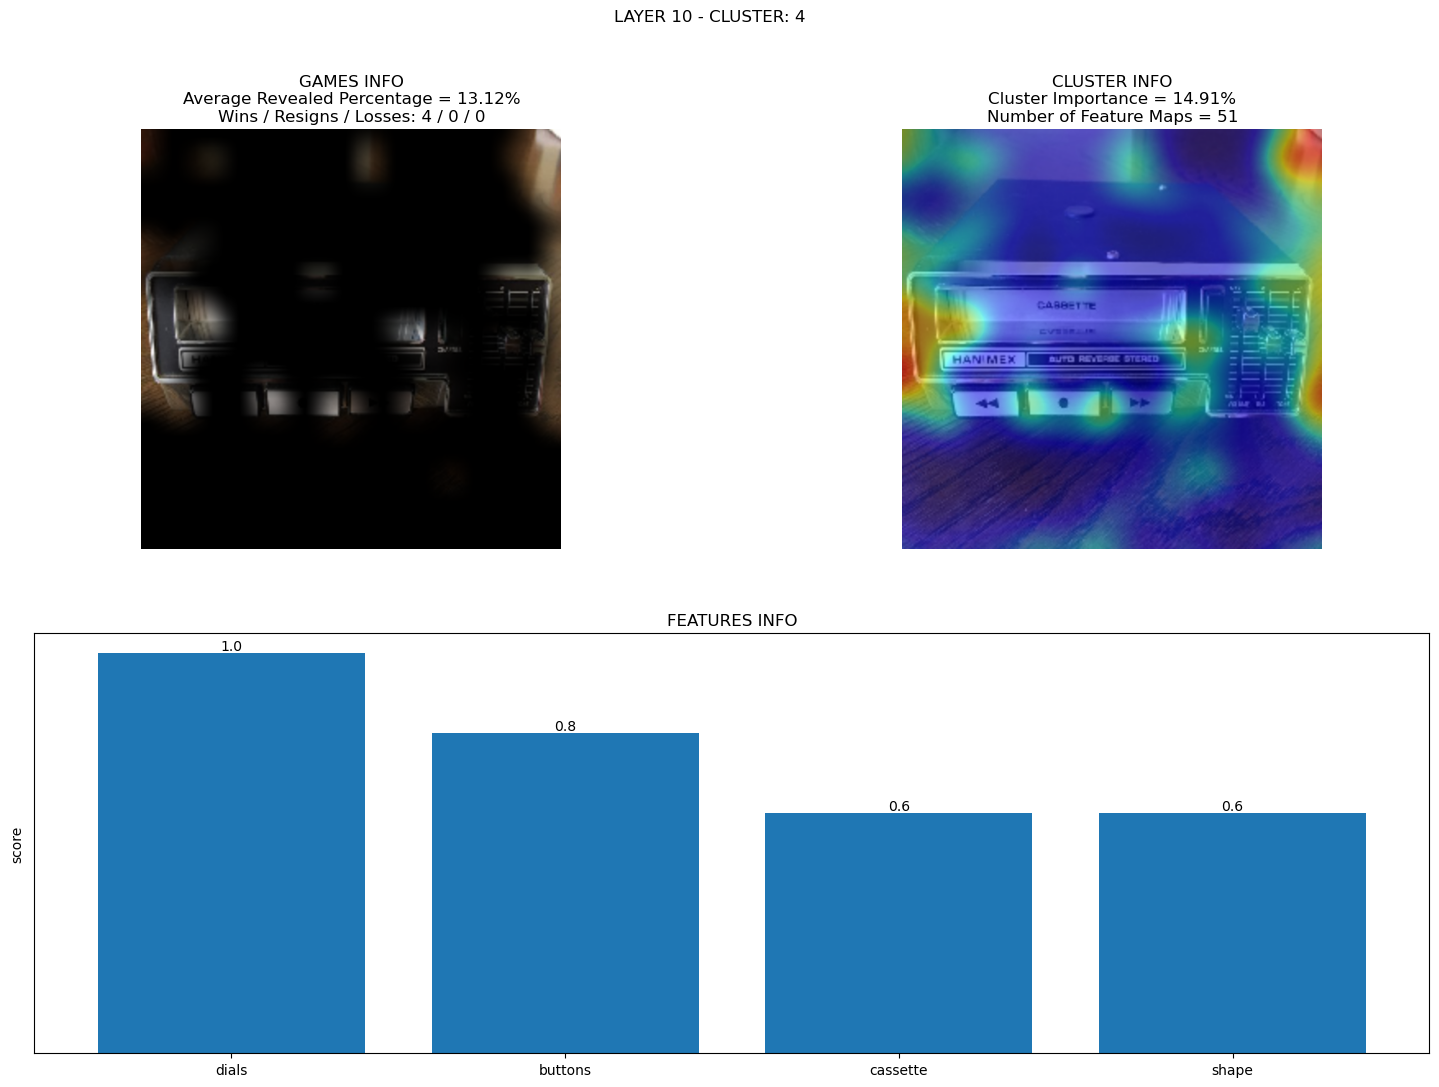 LAYER 10 - CLUSTER: 4
GAMES INFO
Average Revealed Percentage = 13.12%
Wins / Resigns / Losses: 4 / 0 / 0
CLUSTER INFO
Cluster Importance = 14.91%
Number of Feature Maps = 51
CASSETTE
HANIMEX
AUTO REVERSE STEREO
FEATURES INFO
score
1.0
0.8
0.6
0.6
dials
buttons
cassette
shape